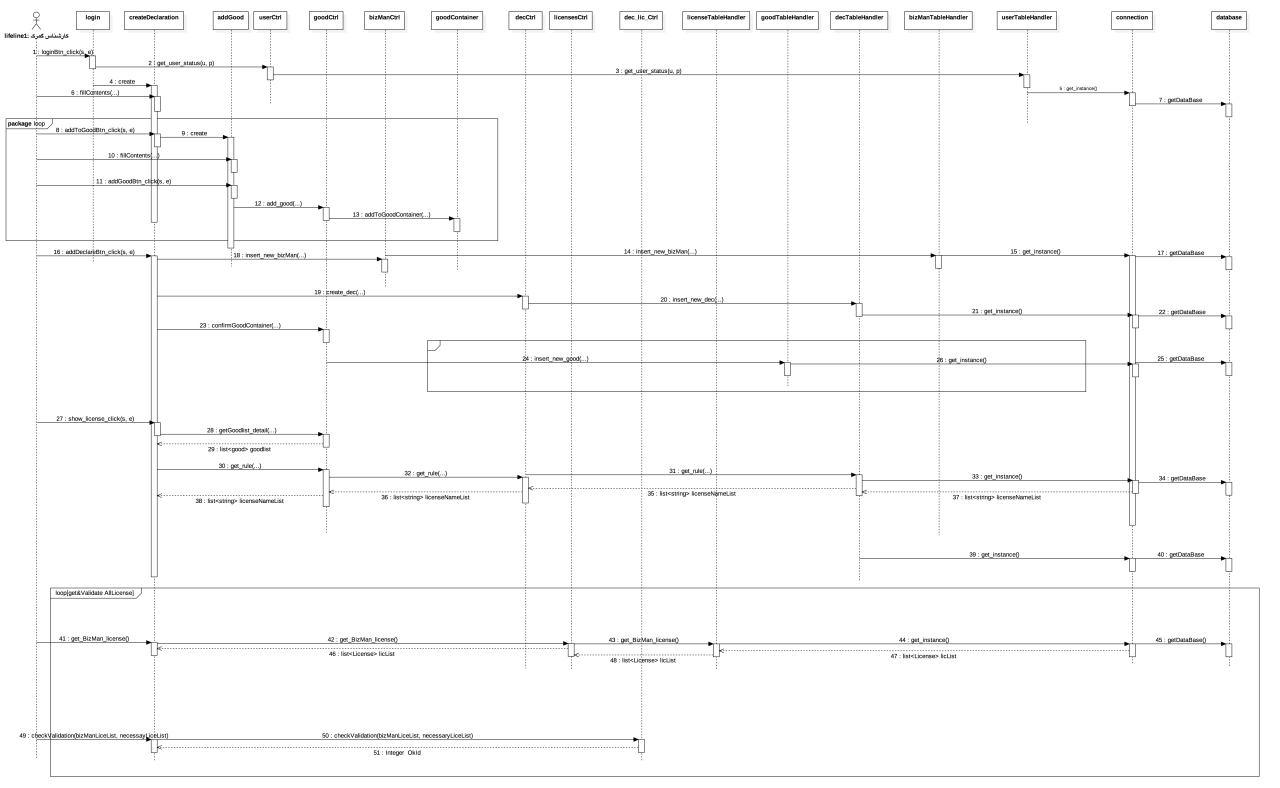 login
createDeclaration
addGood
userCtrl
goodCtrl
bizManCtrl
goodContainer
decCtrl
licensesCtrl
dec_lic_Ctrl
licenseTableHandler
goodTableHandler
decTableHandler
bizManTableHandler
userTableHandler
connection
database
lifeline1: کارشناس گمرک
1 : loginBtn_click(s, e)
2 : get_user_status(u, p)
3 : get_user_status(u, p)
4 : create
5 : get_instance()
6 : fillContents(...)
7 : getDataBase
package loop
8 : addToGoodBtn_click(s, e)
9 : create
10 : fillContents(...)
11 : addGoodBtn_click(s, e)
12 : add_good(...)
13 : addToGoodContainer(...)
16 : addDeclareBtn_click(s, e)
18 : insert_new_bizMan(...)
14 : insert_new_bizMan(...)
15 : get_instance()
17 : getDataBase
19 : create_dec(...)
20 : insert_new_dec(...)
21 : get_instance()
22 : getDataBase
23 : confirmGoodContainer(...)
24 : insert_new_good(...)
26 : get_instance()
25 : getDataBase
27 : show_license_click(s, e)
28 : getGoodlist_detail(...)
29 : list<good> goodlist
30 : get_rule(...)
32 : get_rule(...)
31 : get_rule(...)
33 : get_instance()
34 : getDataBase
38 : list<string> licenseNameList
36 : list<string> licenseNameList
35 : list<string> licenseNameList
37 : list<string> licenseNameList
39 : get_instance()
40 : getDataBase
loop[get&Validate AllLicense]
41 : get_BizMan_license()
42 : get_BizMan_license()
43 : get_BizMan_license()
44 : get_instance()
45 : getDataBase()
46 : list<License> licList
48 : list<License> licList
47 : list<License> licList
49 : checkValidation(bizManLiceList, necessaryLiceList)
50 : checkValidation(bizManLiceList, necessaryLiceList)
51 : Integer OkId